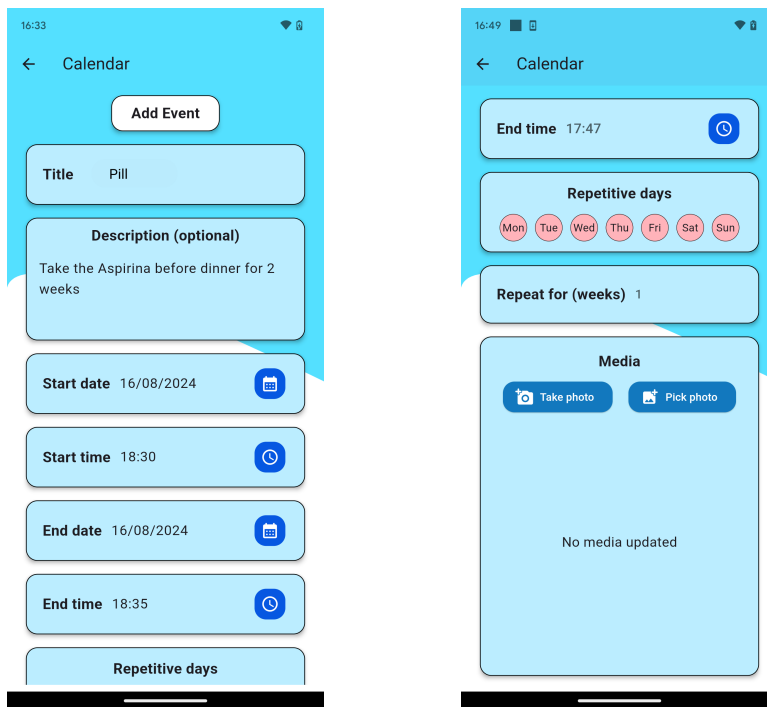 16:33
Calendar
Add Event
Title Pill
Description (optional)
Take the Aspirina before dinner for 2
weeks
Start date 16/08/2024
Start time 18:30
End date 16/08/2024
End time 18:35
Repetitive days
16:49
Calendar
End time 17:47
Repetitive days
Mon Tue Wed Thu Fri Sat Sun
Repeat for (weeks) 1
Media
Take photo Pick photo
No media updated